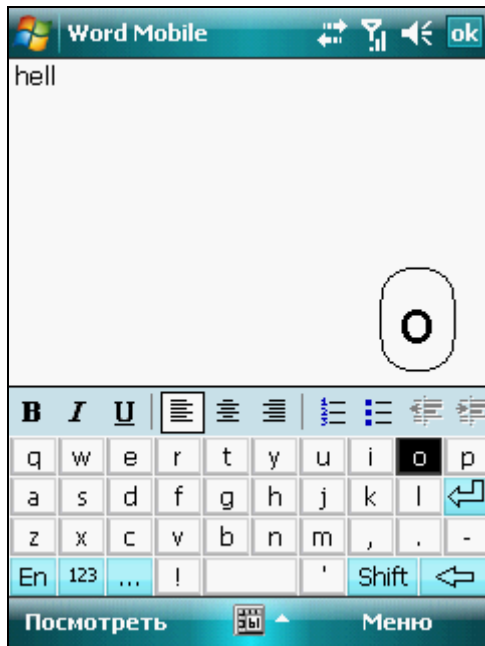 Word Mobile ok
hell
o
B I U
q w e r t y u i o p
a s d f g h j k l
z x c v b n m , . -
En 123 ... ! ' Shift
Посмотреть Меню